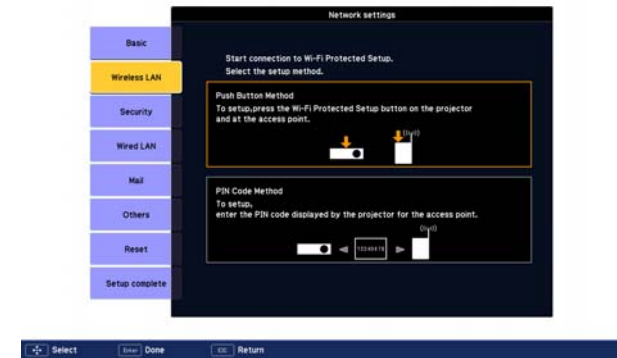 Network settings
Basic
Wireless LAN
Security
Wired LAN
Mail
Others
Reset
Setup complete
Start connection to Wi-Fi Protected Setup.
Select the setup method.
Push Button Method
To setup,press the Wi-Fi Protected Setup button on the projector
and at the access point.
PIN Code Method
To setup,
enter the PIN code displayed by the projector for the access point.
Select
Enter Done
ESC Return